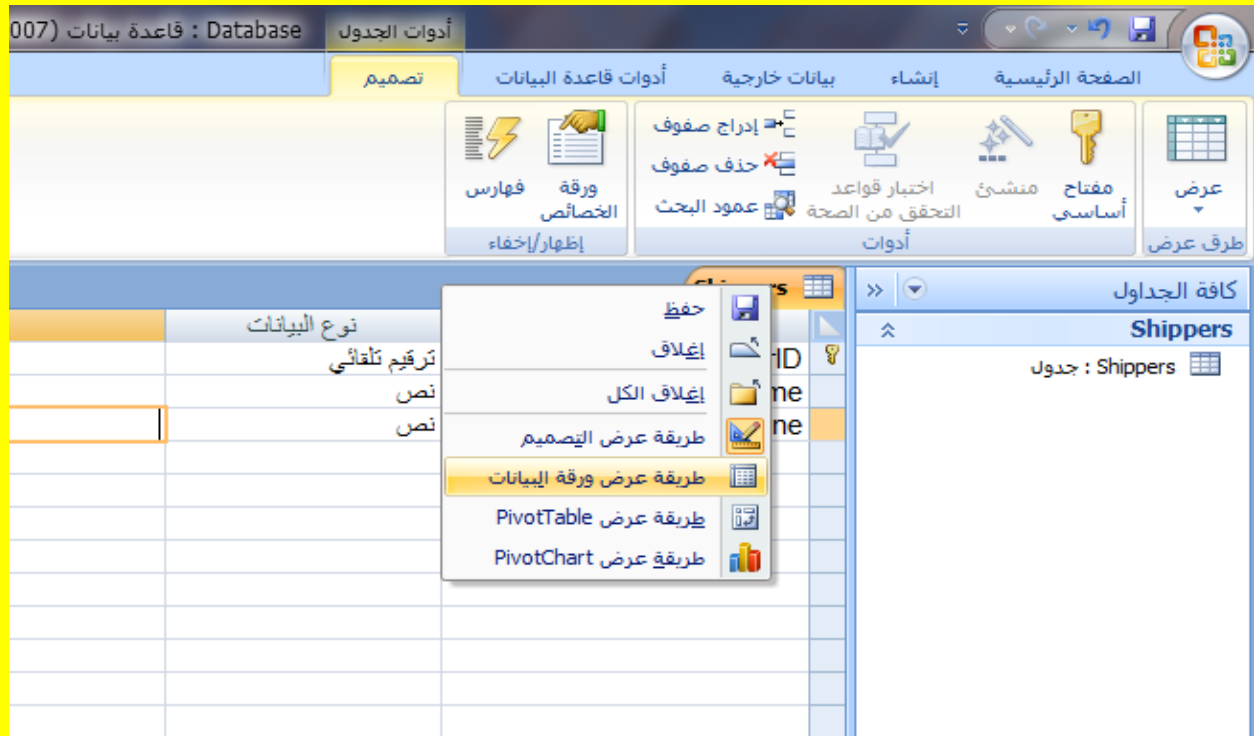 أدوات الجدول
Database : قاعدة بيانات (007
الصفحة الرئيسية
إنشاء
بيانات خارجية
أدوات قاعدة البيانات
تصميم
عرض
طرق عرض
مفتاح أساسي
منشئ
اختبار قواعد
التحقق من الصحة
إدراج صفوف
حذف صفوف
عمود البحث
أدوات
ورقة
الخصائص
فهارس
إظهار/إخفاء
كافة الجداول
Shippers
Shippers : جدول
نوع البيانات
ترقيم تلقائي
نص
نص
حفظ
إغلاق
إغلاق الكل
طريقة عرض التصميم
طريقة عرض ورقة البيانات
طريقة عرض PivotTable
طريقة عرض PivotChart